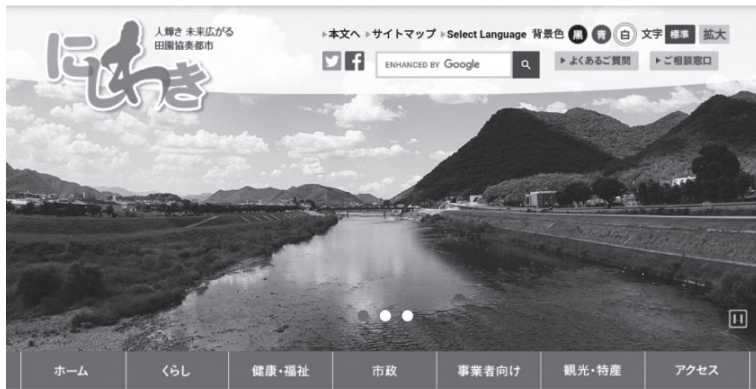 にしわき
人輝き 未来広がる
田園協奏都市
本文へ サイトマップ Select Language 背景色 黒 青 白 文字 標準 拡大
ENHANCED BY Google
よくあるご質問 ご相談窓口
ホーム くらし 健康・福祉 市政 事業者向け 観光・特産 アクセス